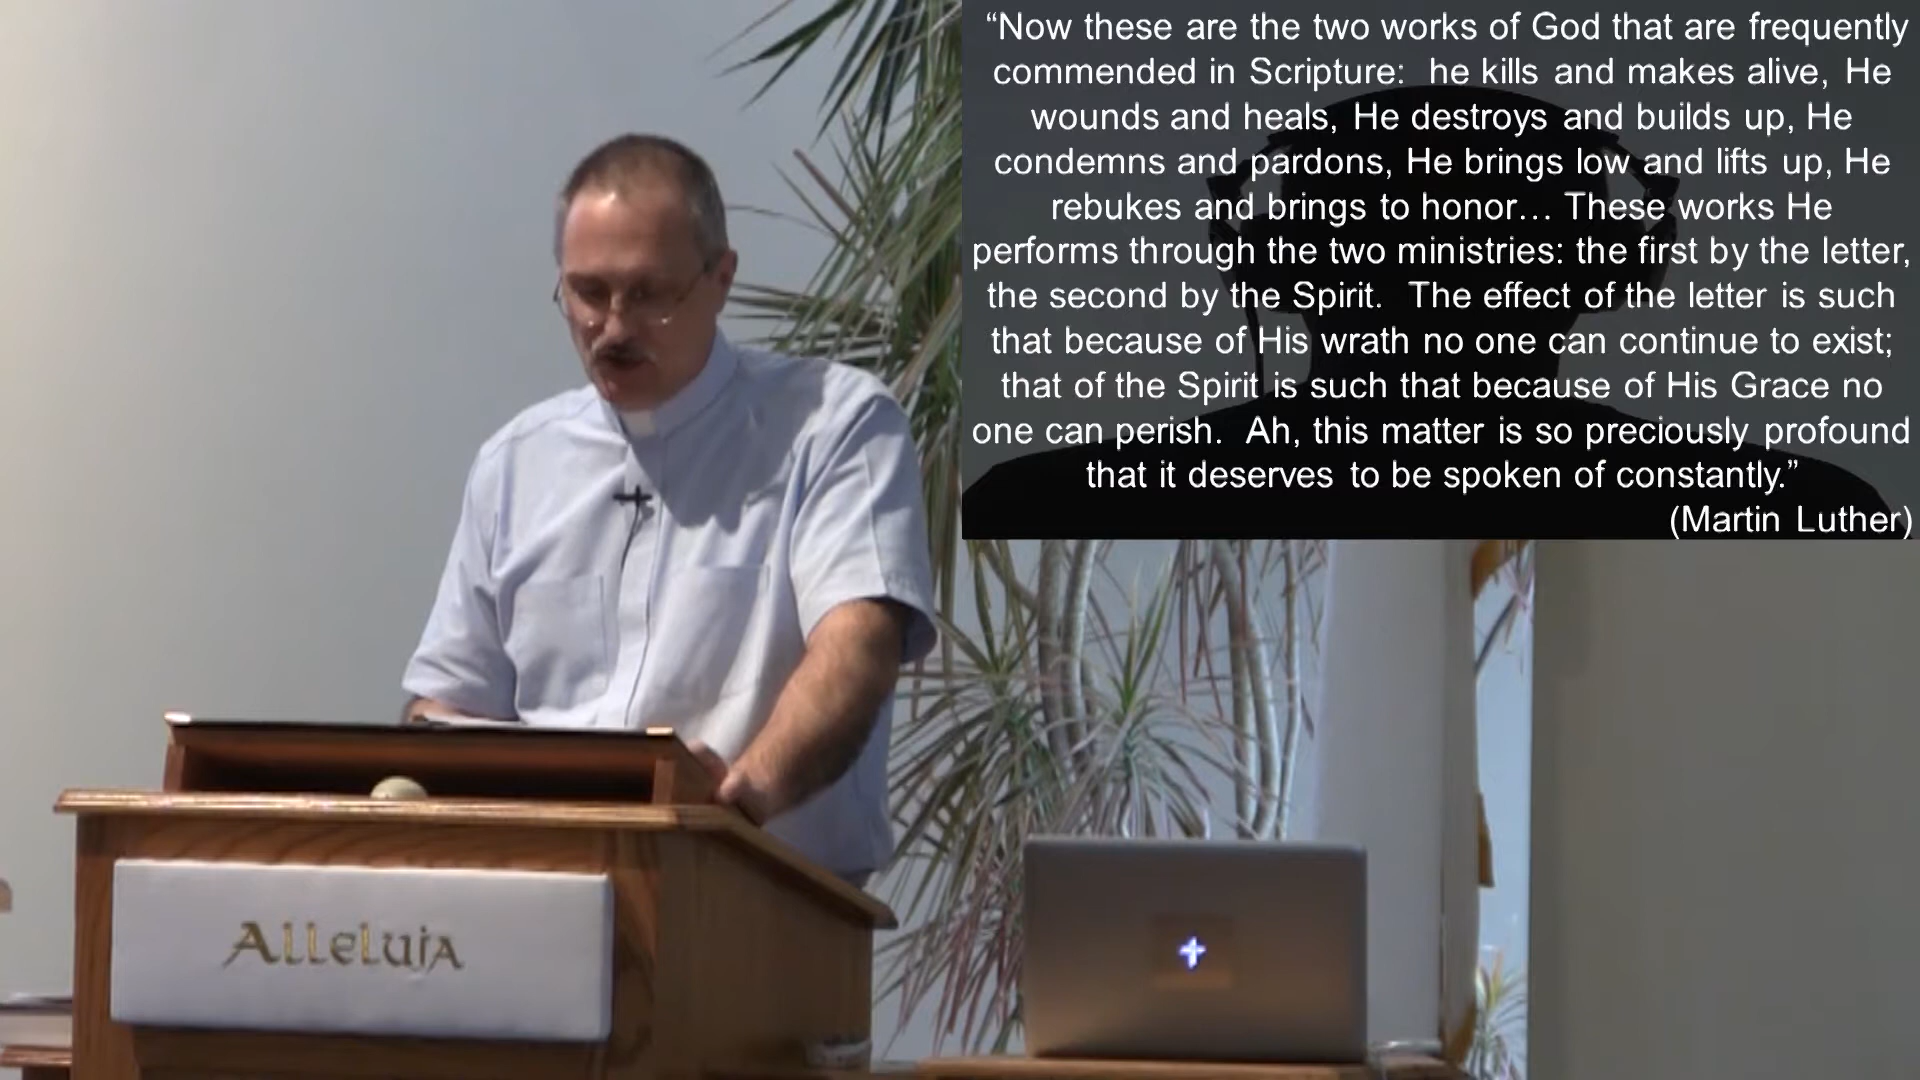 “Now these are the two works of God that are frequently
commended in Scripture:  he kills and makes alive, He
wounds and heals, He destroys and builds up, He
condemns and pardons, He brings low and lifts up, He
rebukes and brings to honor… These works He
performs through the two ministries: the first by the letter,
the second by the Spirit.  The effect of the letter is such
that because of His wrath no one can continue to exist;
that of the Spirit is such that because of His Grace no
one can perish.  Ah, this matter is so preciously profound
that it deserves to be spoken of constantly.”
(Martin Luther)
Alleluia